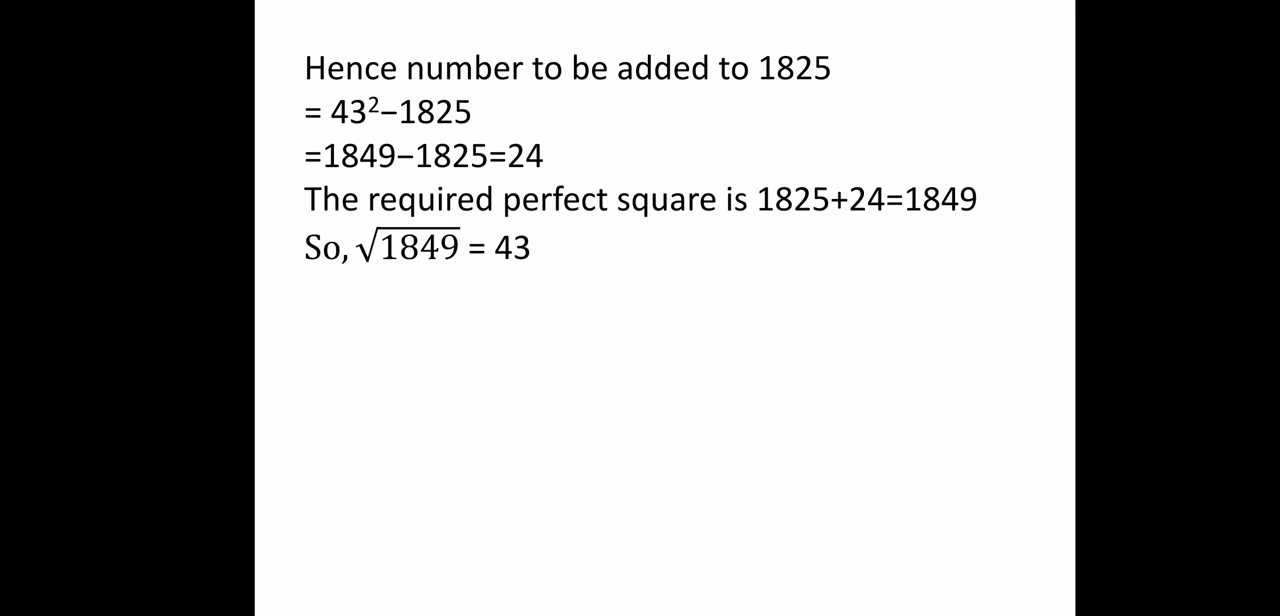 Hence number to be added to 1825
= 43²−1825
=1849−1825=24
The required perfect square is 1825+24=1849
So, √1849 = 43